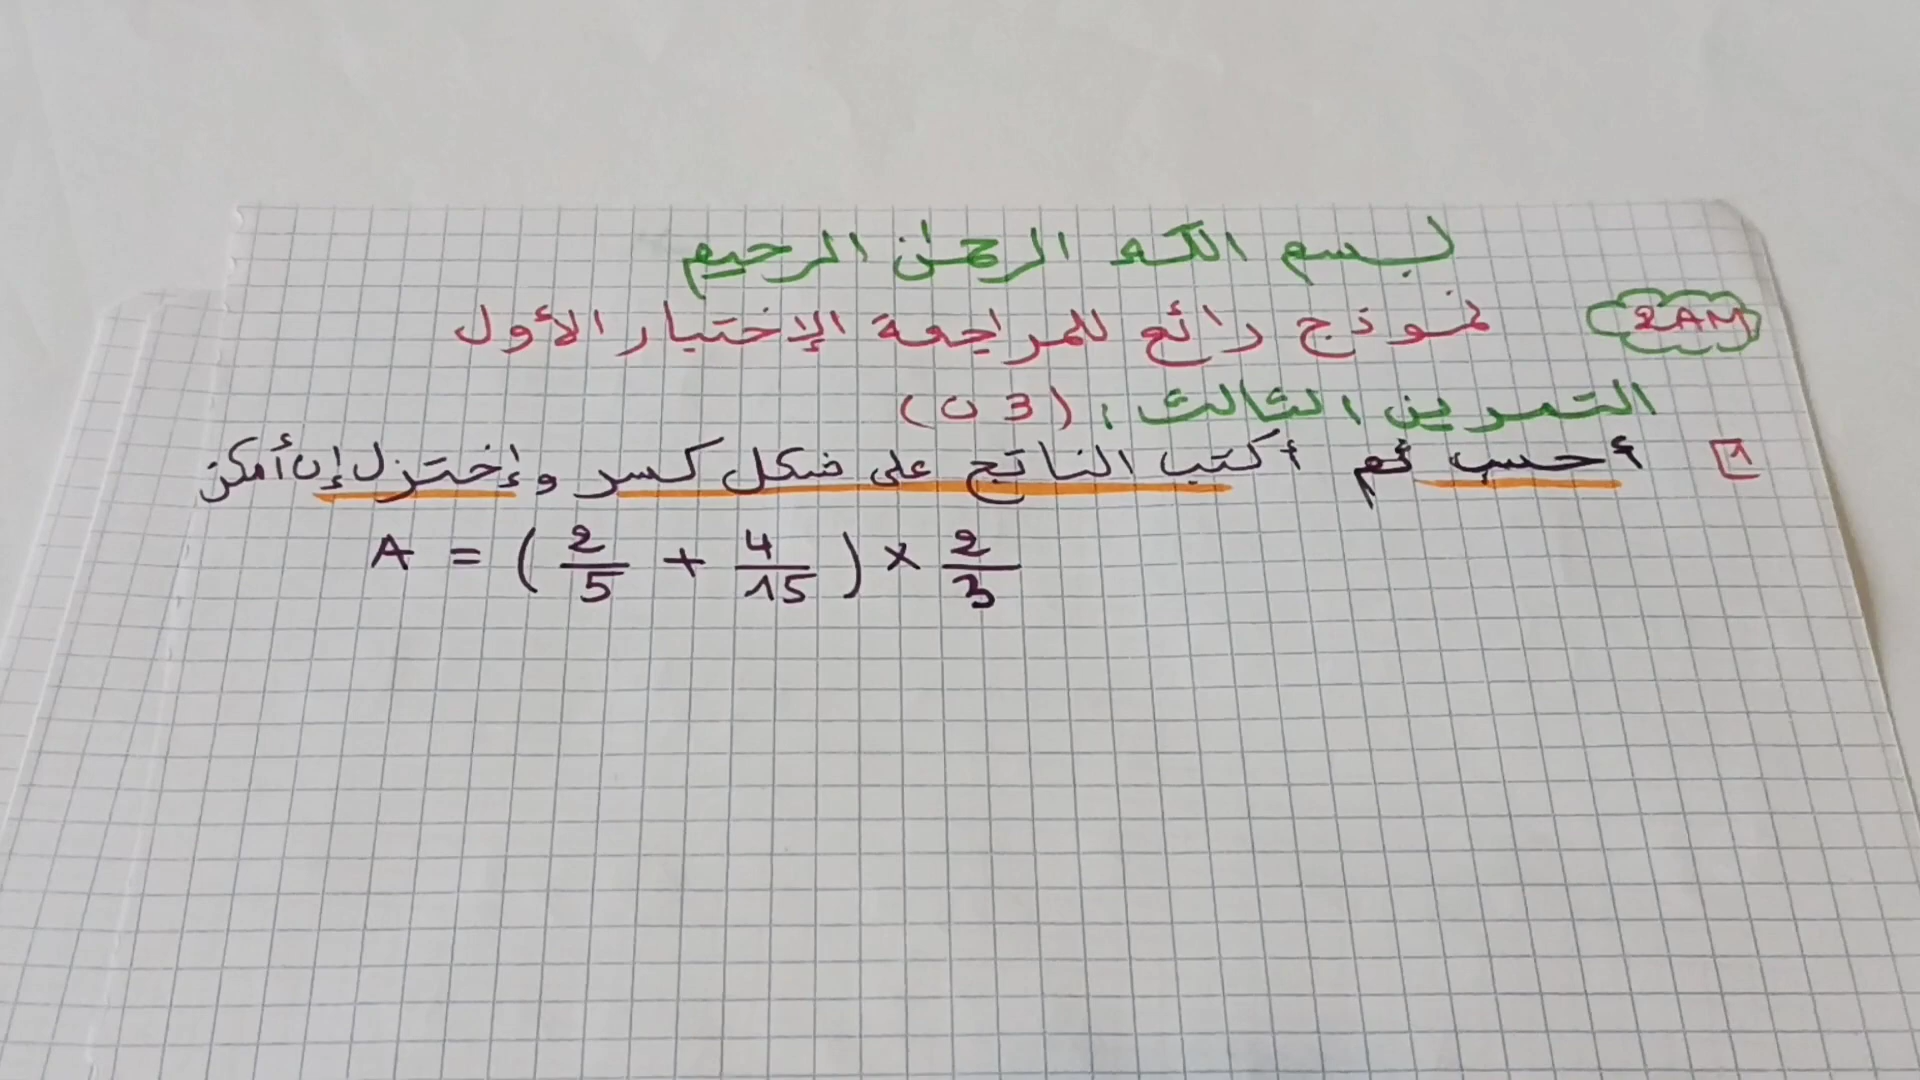 بسم الله الرحمن الرحيم
2AM نموذج رائع للمراجعة الإختبار الأول
التمرين الثالث: (3 ن)
1 أحسب ثم أكتب الناتج على شكل كسر وإختزل إن أمكن
A = ( 2/5 + 4/15 ) × 2/3